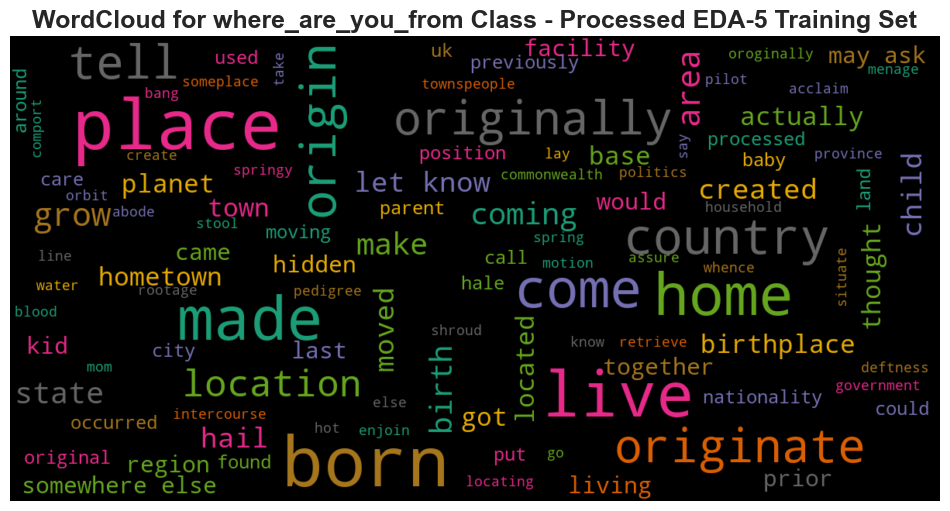 WordCloud for where_are_you_from Class - Processed EDA-5 Training Set
tell
used
uk
facility
oroginally
may ask
previously
take
someplace
townspeople
pilot
menage
around
place
bang
origin
originally
area
acclaim
actually
comport
create
springy
position
lay
base
say
processed
baby
province
care
planet
let know
commonwealth
politics
created
land
child
orbit
abode
grow
town
stool
parent
coming
would
household
moving
make
spring
country
came
line
hometown
hidden
call
motion
assure
whence
thought
situate
water
rootage
pedigree
hale
come
home
blood
made
moved
shroud
know
retrieve
birthplace
kid
city
last
located
together
mom
location
birth
live
deftness
government
state
else
nationality
could
occurred
intercourse
hot
enjoin
got
hail
original
region
found
born
put
go
originate
somewhere else
locating
living
prior